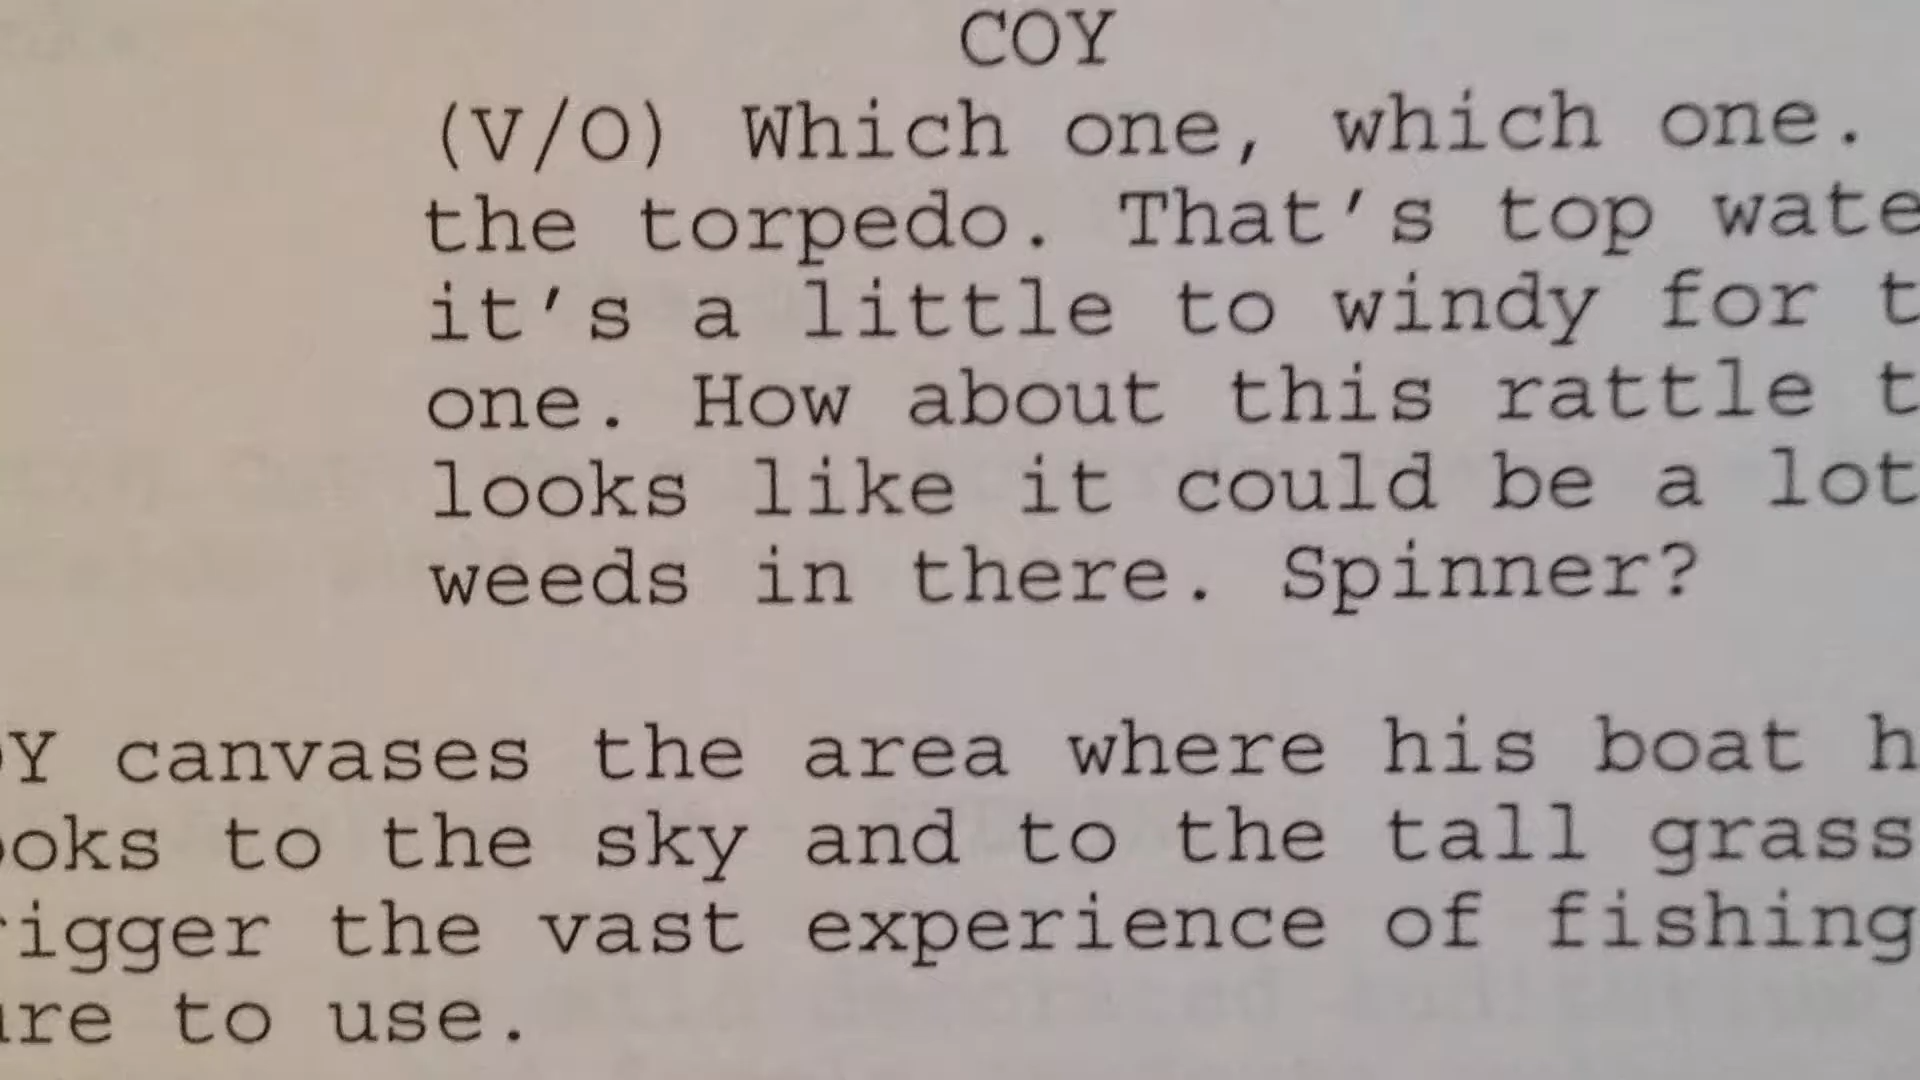 COY
(V/O) Which one, which one.
the torpedo. That's top wate
it's a little to windy for t
one. How about this rattle t
looks like it could be a lot
weeds in there. Spinner?
Y canvases the area where his boat h
oks to the sky and to the tall grass
igger the vast experience of fishing
re to use.